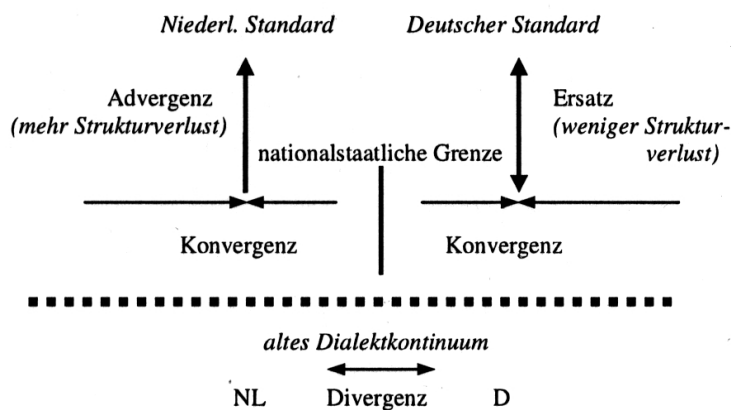 Niederl. Standard Deutscher Standard
Advergenz Ersatz
(mehr Strukturverlust) (weniger Struktur-
verlust)
nationalstaatliche Grenze
Konvergenz Konvergenz
altes Dialektkontinuum
NL Divergenz D